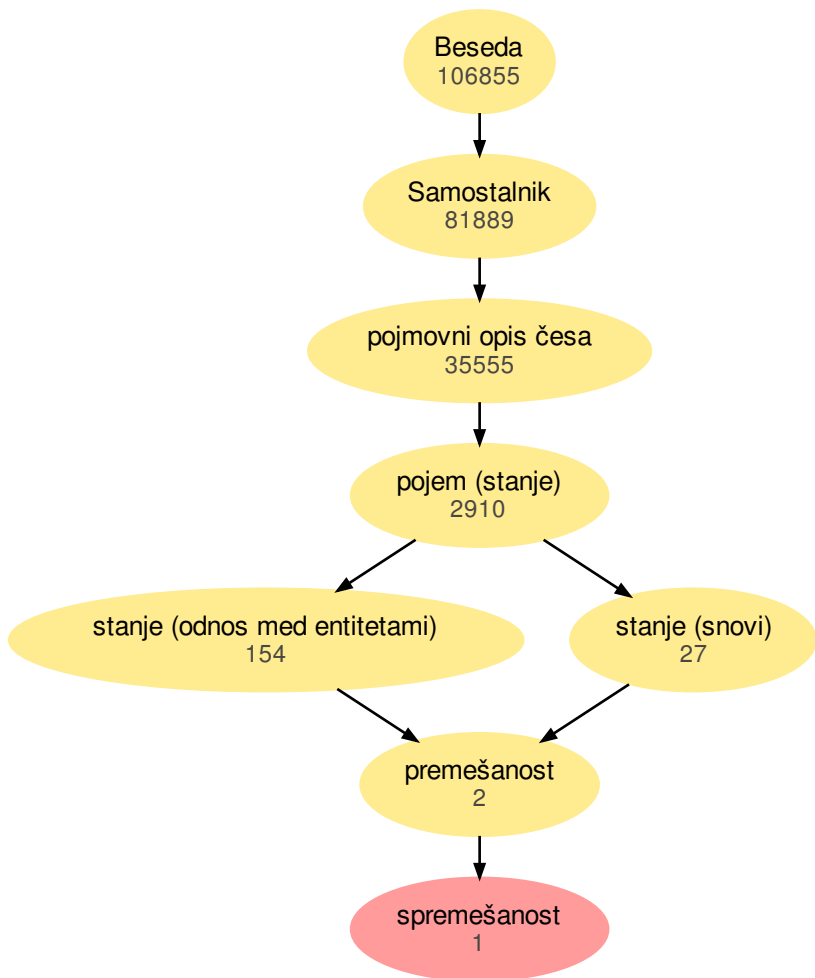 Beseda
106855
Samostalnik
81889
pojmovni opis česa
35555
pojem (stanje)
2910
stanje (odnos med entitetami)
154
stanje (snovi)
27
premešanost
2
spremešanost
1